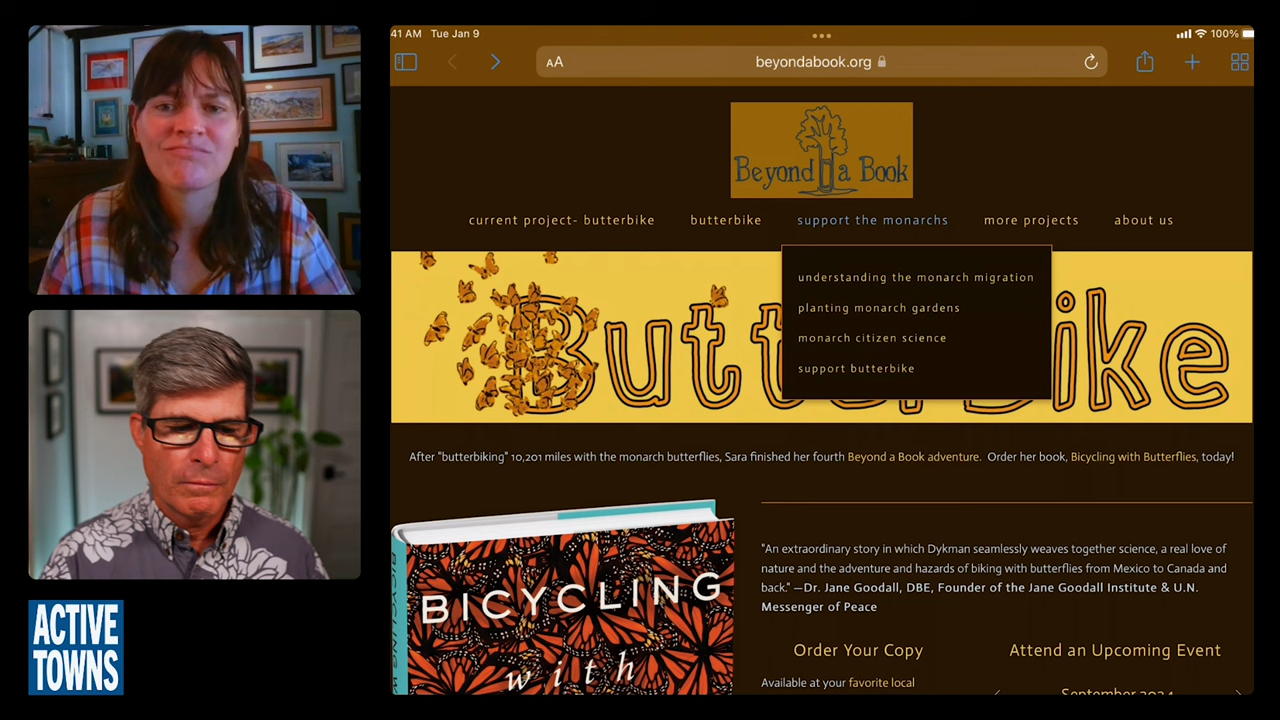 41 AM Tue Jan 9
100%
AA
beyondabook.org
Beyond a Book
current project- butterbike
butterbike
support the monarchs
more projects
about us
understanding the monarch migration
planting monarch gardens
monarch citizen science
support butterbike
After "butterbiking" 10,201 miles with the monarch butterflies, Sara finished her fourth Beyond a Book adventure. Order her book, Bicycling with Butterflies, today!
BICYCLING
with
"An extraordinary story in which Dykman seamlessly weaves together science, a real love of
nature and the adventure and hazards of biking with butterflies from Mexico to Canada and
back." —Dr. Jane Goodall, DBE, Founder of the Jane Goodall Institute & U.N.
Messenger of Peace
Order Your Copy
Available at your favorite local
Attend an Upcoming Event
September 2024
ACTIVE
TOWNS